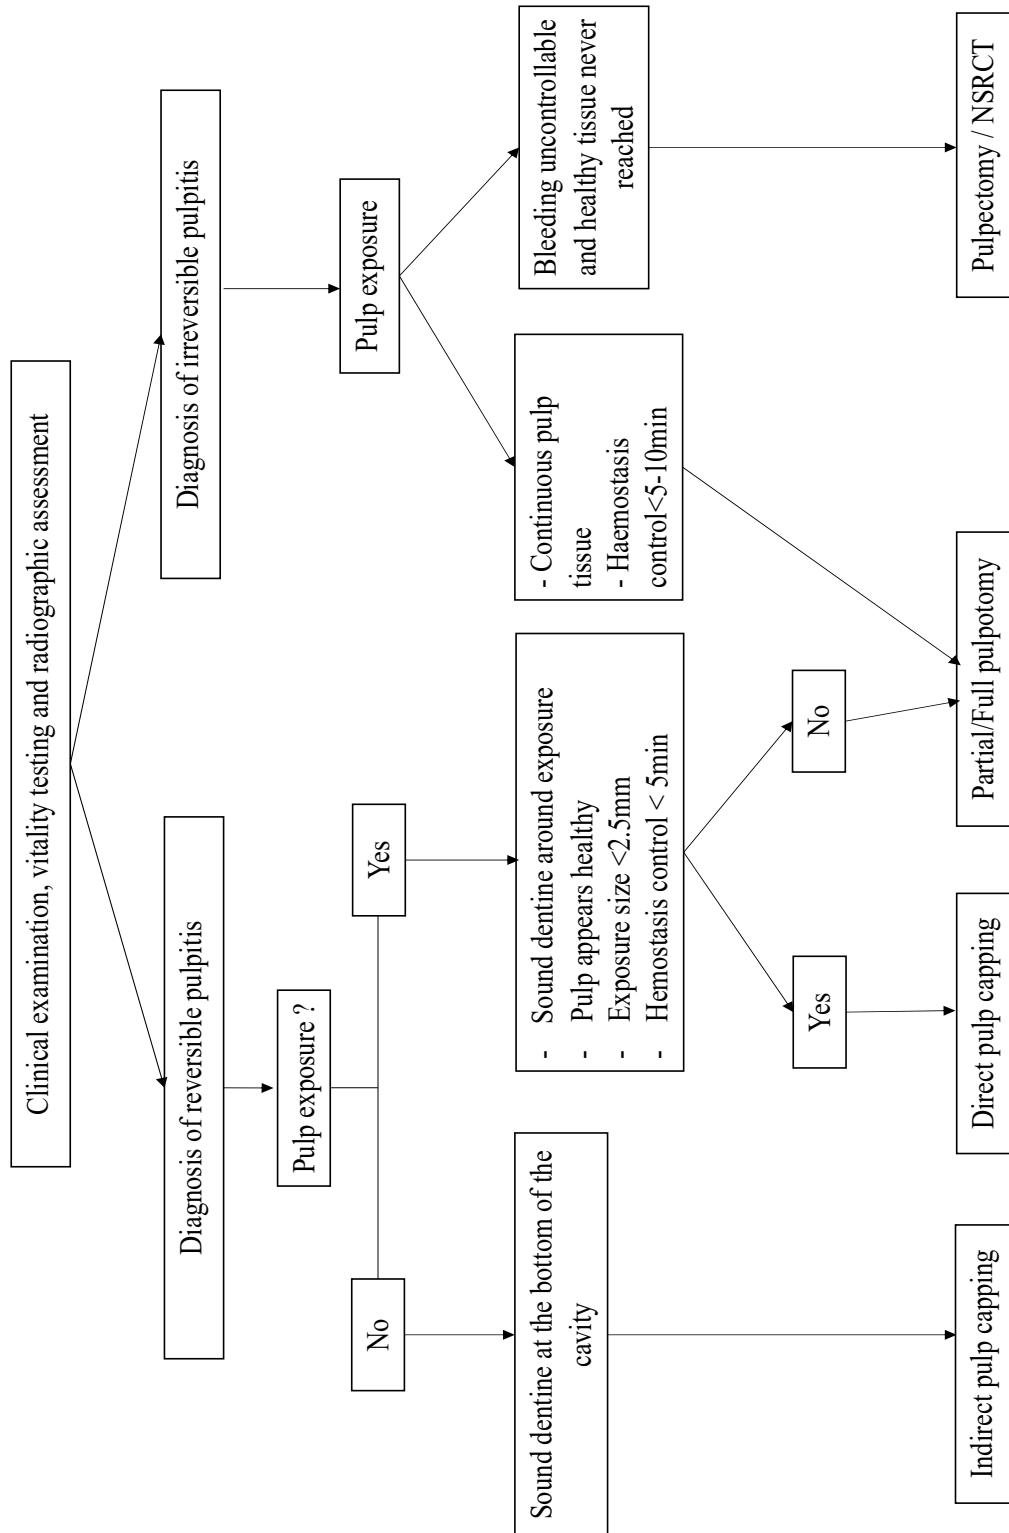 Clinical examination, vitality testing and radiographic assessment
Diagnosis of reversible pulpitis
Diagnosis of irreversible pulpitis
Pulp exposure ?
Pulp exposure
No
Yes
Sound dentine at the bottom of the
cavity
- Sound dentine around exposure
- Pulp appears healthy
- Exposure size <2.5mm
- Hemostasis control < 5min
- Continuous pulp
tissue
- Haemostasis
control<5-10min
Bleeding uncontrollable
and healthy tissue never
reached
Yes
No
Indirect pulp capping
Direct pulp capping
Partial/Full pulpotomy
Pulpectomy / NSRCT